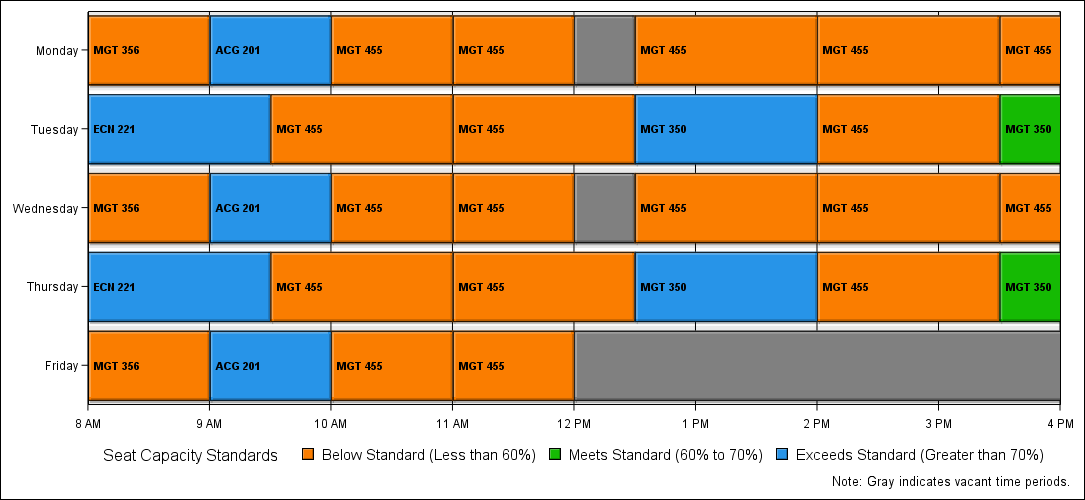 Monday MGT 356 ACG 201 MGT 455 MGT 455 MGT 455 MGT 455 MGT 455
Tuesday ECN 221 MGT 455 MGT 455 MGT 350 MGT 455 MGT 350
Wednesday MGT 356 ACG 201 MGT 455 MGT 455 MGT 455 MGT 455 MGT 455
Thursday ECN 221 MGT 455 MGT 455 MGT 350 MGT 455 MGT 350
Friday MGT 356 ACG 201 MGT 455 MGT 455
8 AM 9 AM 10 AM 11 AM 12 PM 1 PM 2 PM 3 PM 4 PM
Seat Capacity Standards Below Standard (Less than 60%) Meets Standard (60% to 70%) Exceeds Standard (Greater than 70%)
Note: Gray indicates vacant time periods.